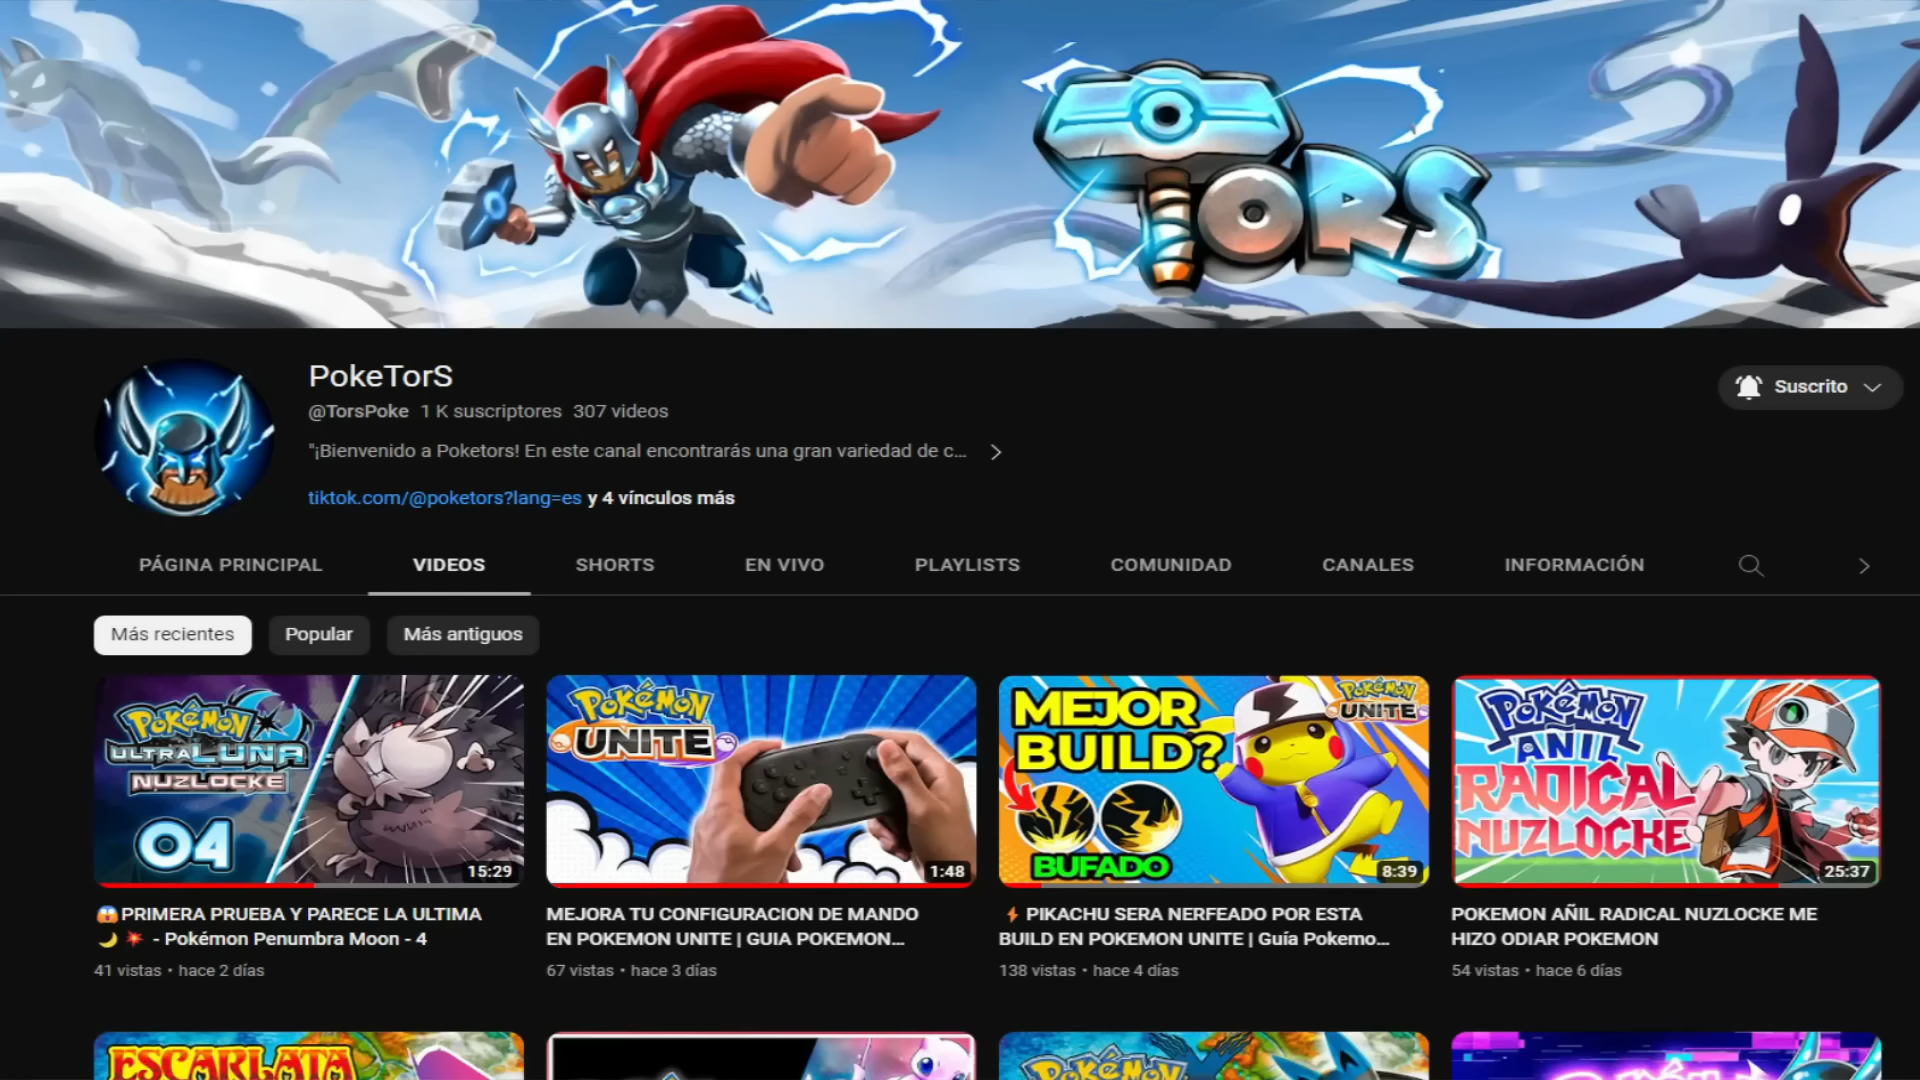 TORS
PokeTorS
@TorsPoke 1 K suscriptores 307 videos
"¡Bienvenido a Poketors! En este canal encontrarás una gran variedad de c...
tiktok.com/@poketors?lang=es y 4 vínculos más
Suscrito
PÁGINA PRINCIPAL VIDEOS SHORTS EN VIVO PLAYLISTS COMUNIDAD CANALES INFORMACIÓN
Más recientes Popular Más antiguos
POKéMON
ULTRALUNA
NUZLOCKE
04
15:29
😱PRIMERA PRUEBA Y PARECE LA ULTIMA
🌙 💥 - Pokémon Penumbra Moon - 4
41 vistas • hace 2 días
POKéMON
UNITE
1:48
MEJORA TU CONFIGURACION DE MANDO
EN POKEMON UNITE | GUIA POKEMON...
67 vistas • hace 3 días
MEJOR
BUILD?
POKéMON
UNITE
BUFADO
8:39
⚡ PIKACHU SERA NERFEADO POR ESTA
BUILD EN POKEMON UNITE | Guía Pokemo...
138 vistas • hace 4 días
POKéMON
AÑIL
RADICAL
NUZLOCKE
25:37
POKEMON AÑIL RADICAL NUZLOCKE ME
HIZO ODIAR POKEMON
54 vistas • hace 6 días
ESCARLATA
POKéMON